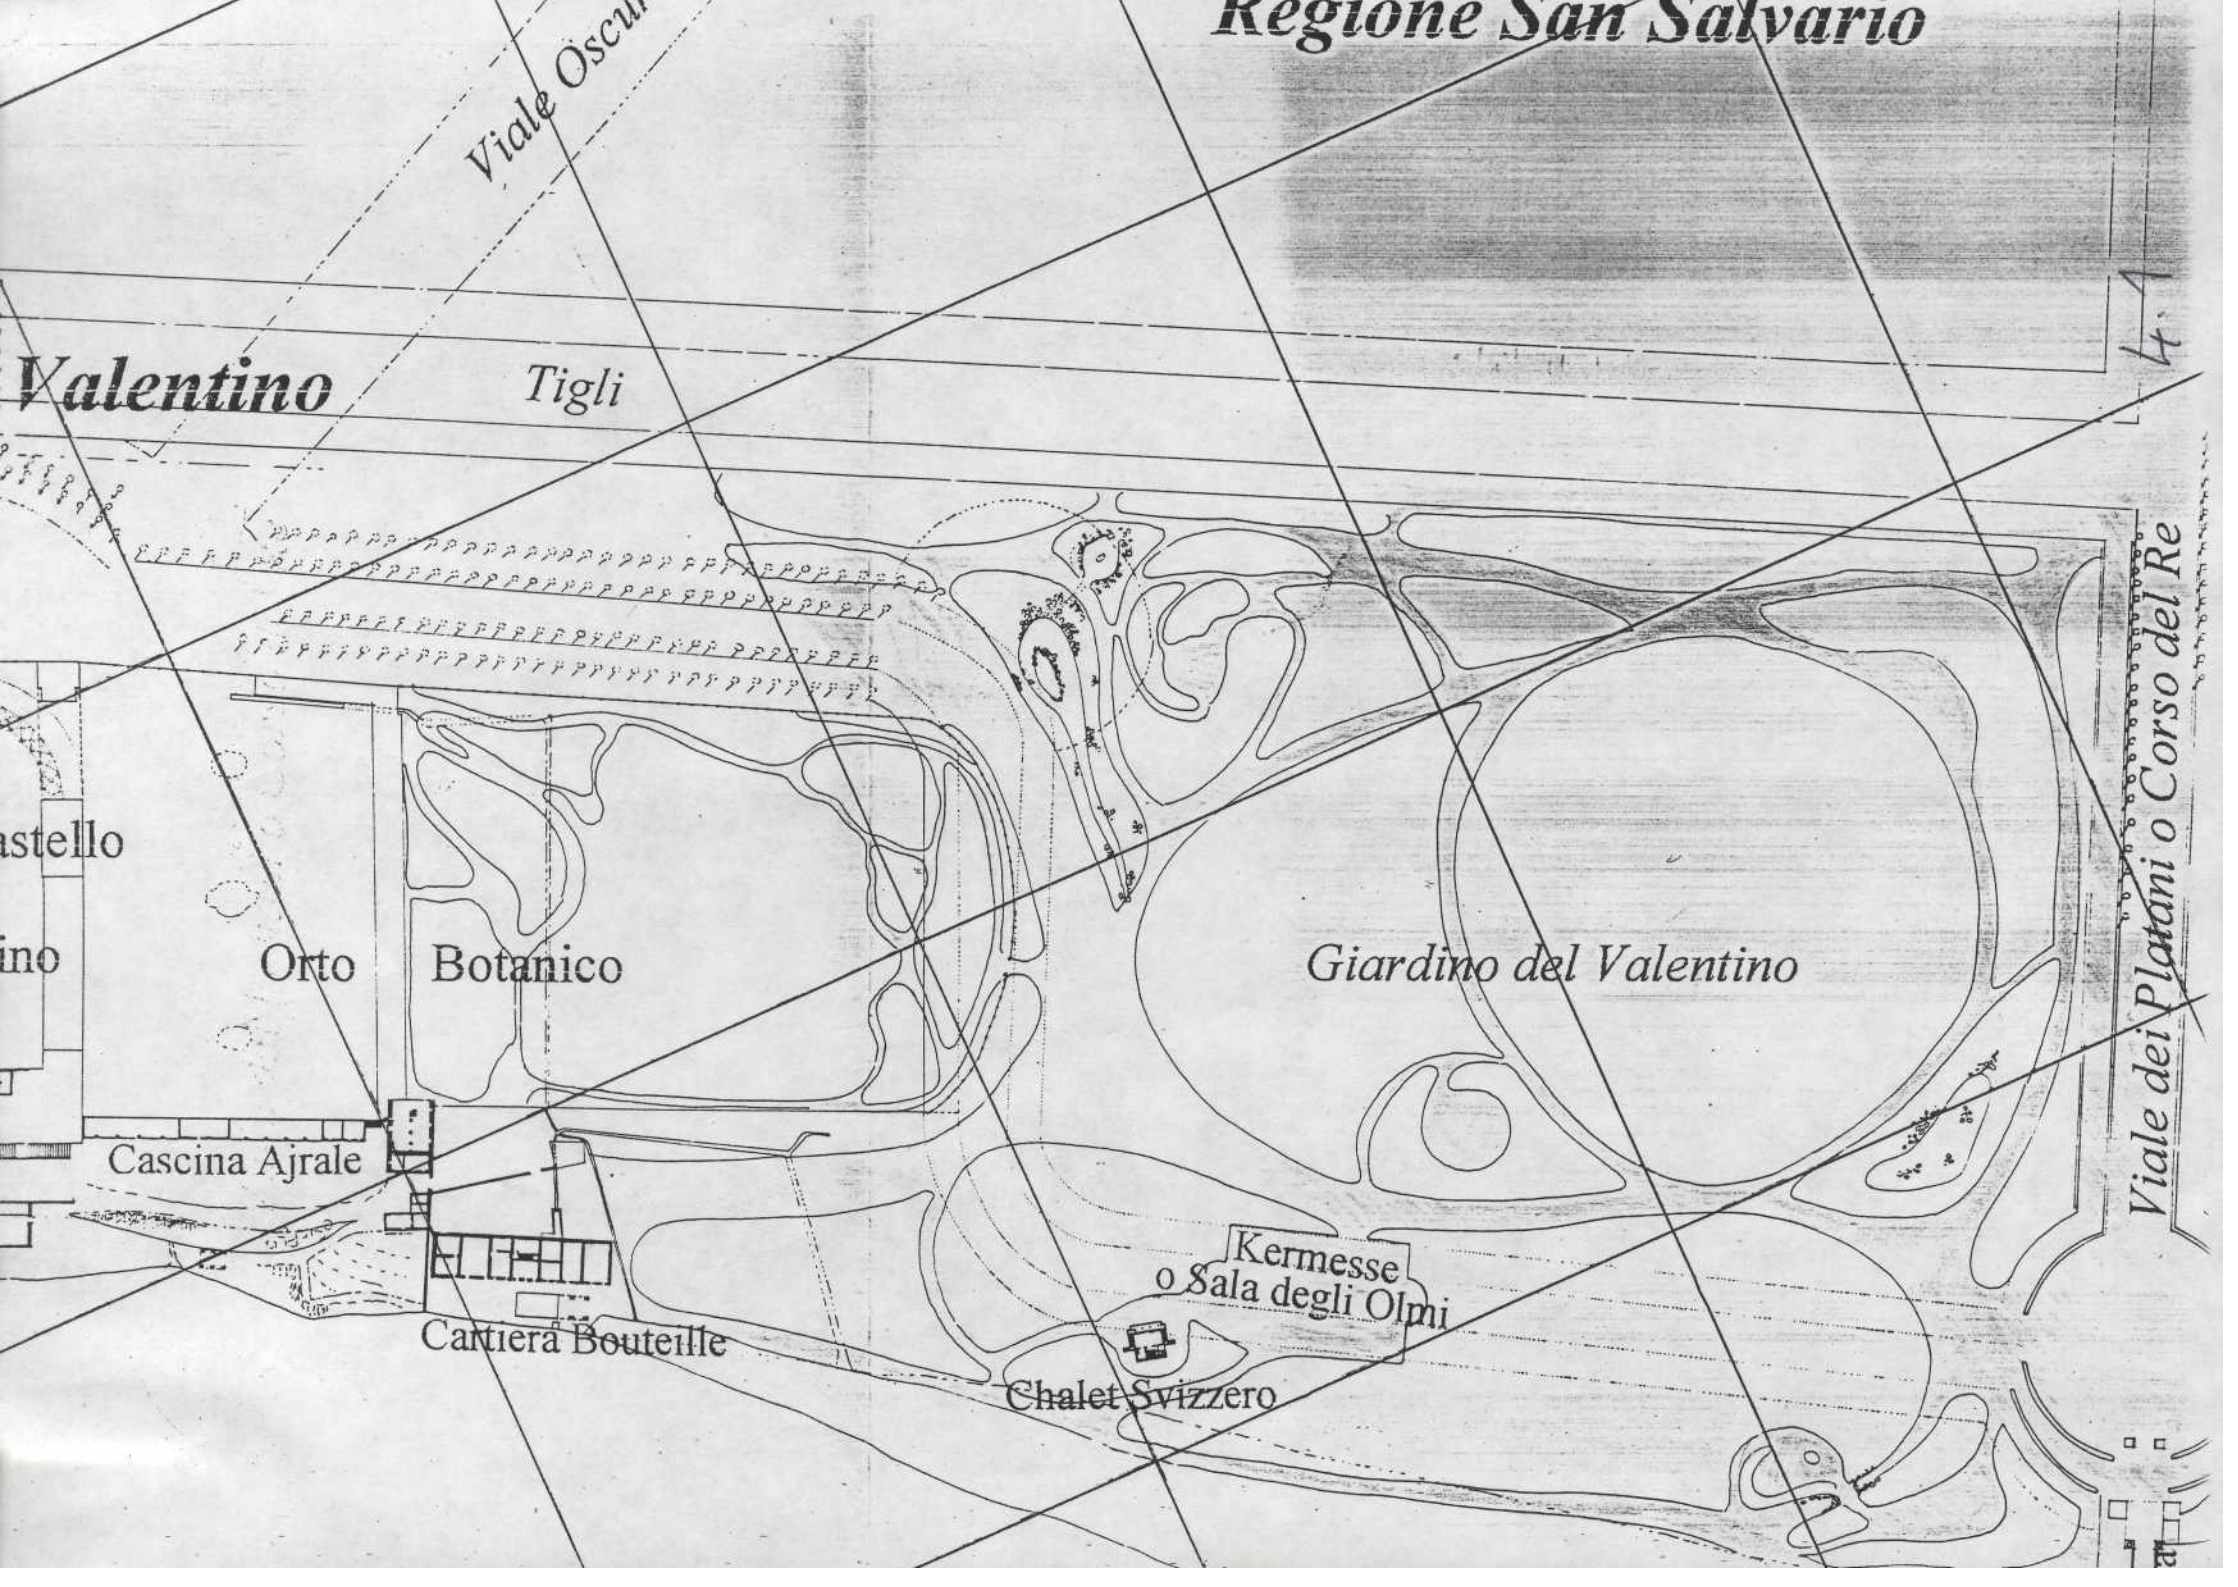 Regione San Salvario
Viale Oscu
4.1
Valentino
Tigli
Viale dei Platani o Corso del Re
astello
ino
Orto Botanico
Giardino del Valentino
Cascina Ajrale
Kermesse
o Sala degli Olmi
Cartiera Bouteille
Chalet Svizzero